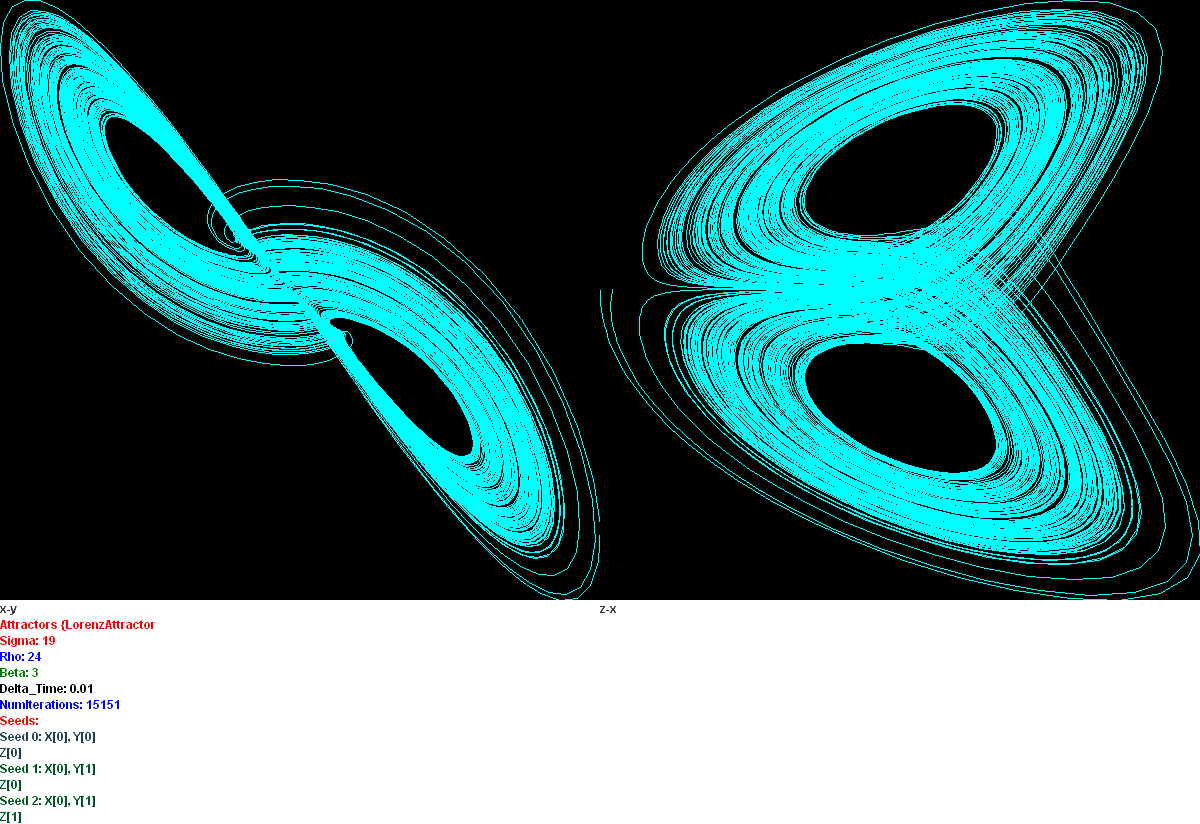 x-y
z-x
Attractors {LorenzAttractor
Sigma: 19
Rho: 24
Beta: 3
Delta_Time: 0.01
NumIterations: 15151
Seeds:
Seed 0: X[0], Y[0]
Z[0]
Seed 1: X[0], Y[1]
Z[0]
Seed 2: X[0], Y[1]
Z[1]